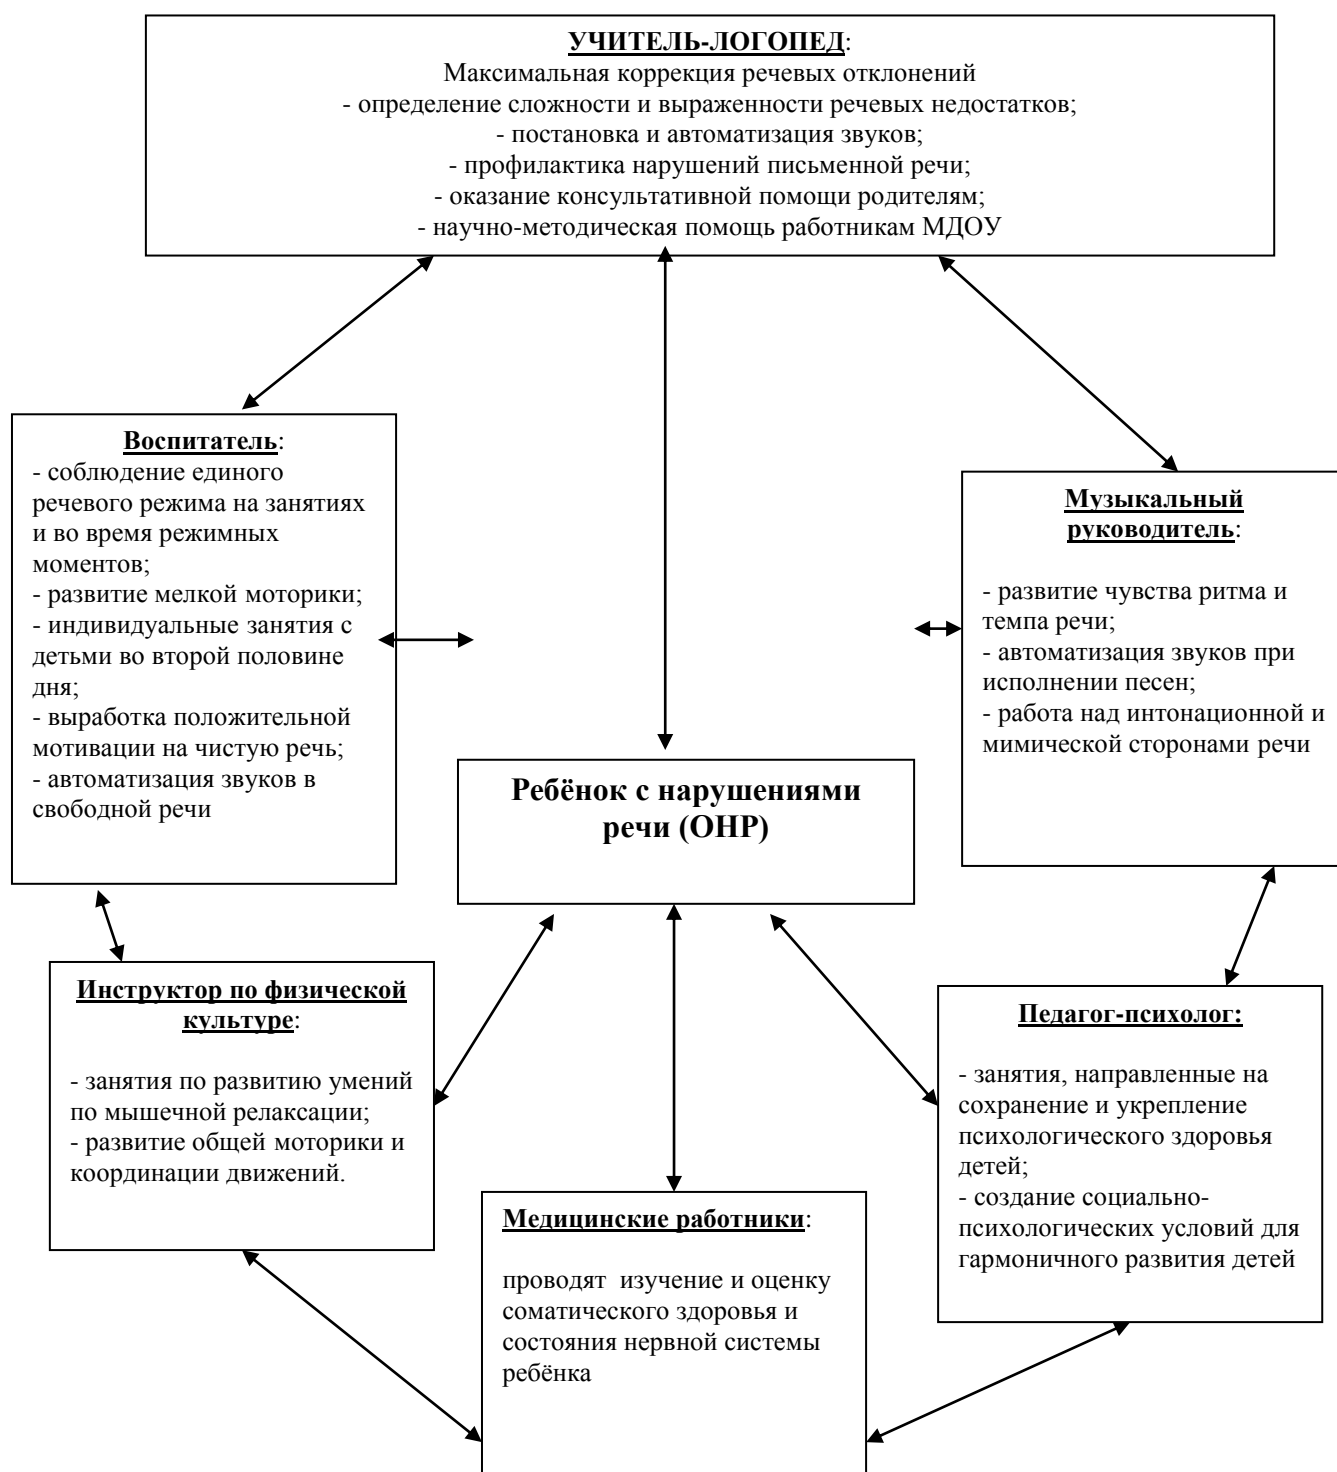 УЧИТЕЛЬ-ЛОГОПЕД:
Максимальная коррекция речевых отклонений
- определение сложности и выраженности речевых недостатков;
- постановка и автоматизация звуков;
- профилактика нарушений письменной речи;
- оказание консультативной помощи родителям;
- научно-методическая помощь работникам МДОУ
Воспитатель:
- соблюдение единого
речевого режима на занятиях
и во время режимных
моментов;
- развитие мелкой моторики;
- индивидуальные занятия с
детьми во второй половине
дня;
- выработка положительной
мотивации на чистую речь;
- автоматизация звуков в
свободной речи
Музыкальный
руководитель:
- развитие чувства ритма и
темпа речи;
- автоматизация звуков при
исполнении песен;
- работа над интонационной и
мимической сторонами речи
Ребёнок с нарушениями
речи (ОНР)
Инструктор по физической
культуре:
- занятия по развитию умений
по мышечной релаксации;
- развитие общей моторики и
координации движений.
Педагог-психолог:
- занятия, направленные на
сохранение и укрепление
психологического здоровья
детей;
- создание социально-
психологических условий для
гармоничного развития детей
Медицинские работники:
проводят изучение и оценку
соматического здоровья и
состояния нервной системы
ребёнка